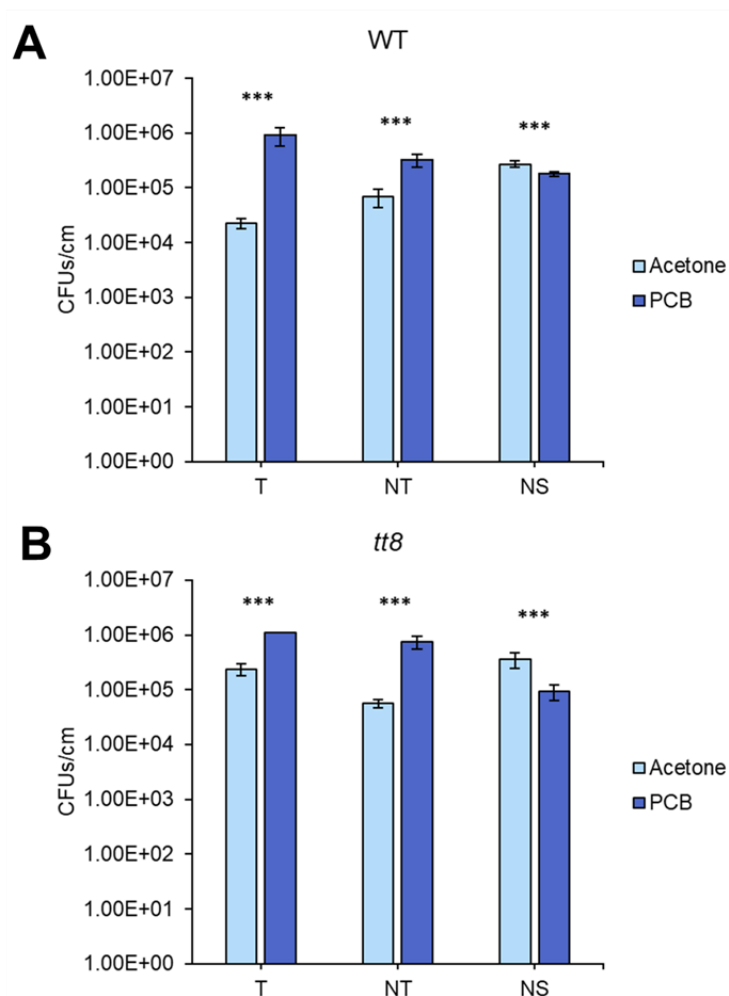 A
WT
1.00E+07
1.00E+06
1.00E+05
1.00E+04
1.00E+03
1.00E+02
1.00E+01
1.00E+00
CFUs/cm
*** *** ***
T NT NS
Acetone
PCB
B
tt8
1.00E+07
1.00E+06
1.00E+05
1.00E+04
1.00E+03
1.00E+02
1.00E+01
1.00E+00
CFUs/cm
*** *** ***
T NT NS
Acetone
PCB